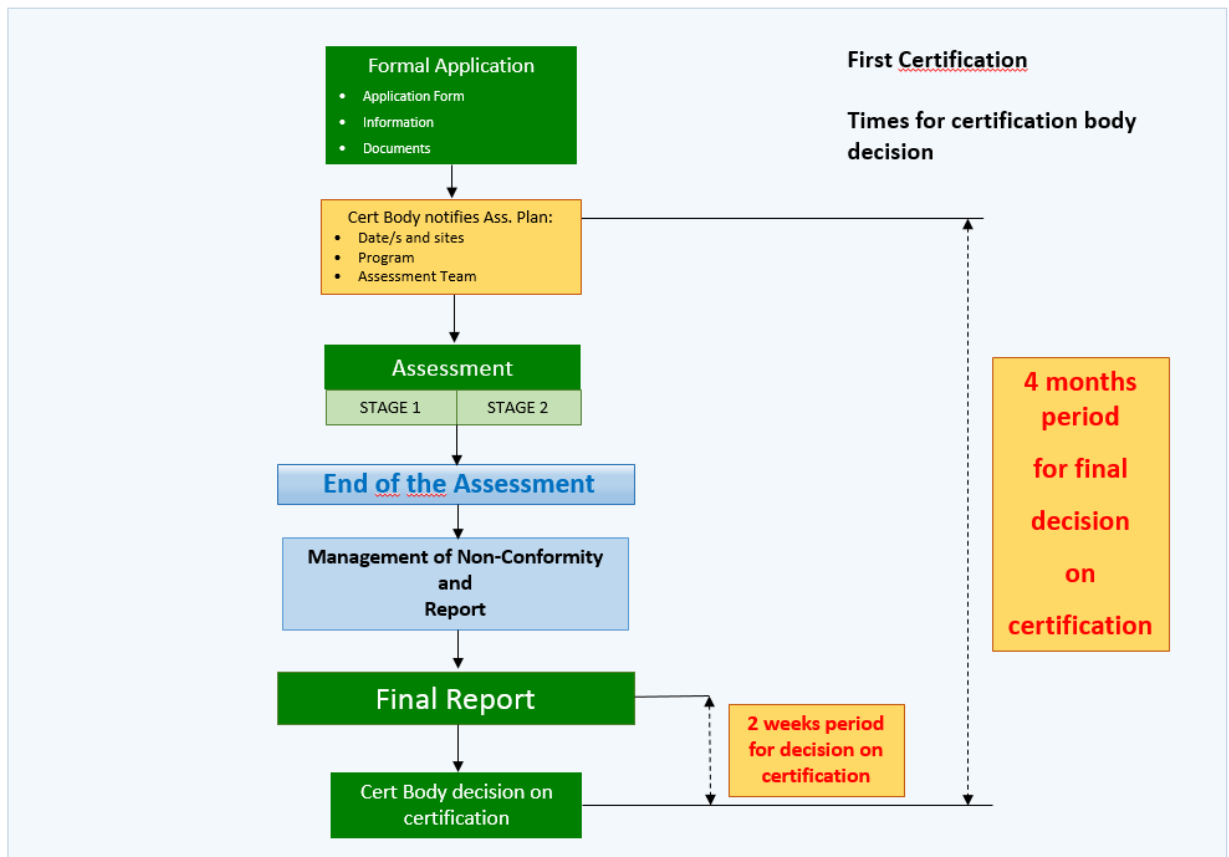 Formal Application
• Application Form
• Information
• Documents
First Certification
Times for certification body
decision
Cert Body notifies Ass. Plan:
• Date/s and sites
• Program
• Assessment Team
Assessment
STAGE 1
STAGE 2
End of the Assessment
Management of Non-Conformity
and
Report
Final Report
Cert Body decision on
certification
2 weeks period
for decision on
certification
4 months
period
for final
decision
on
certification